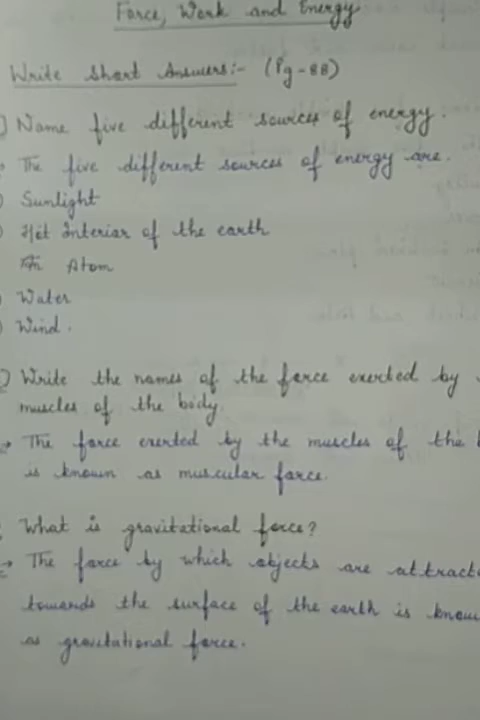 Force, Work and Energy
Write Short Answers:- (Pg-88)
Name five different sources of energy.
The five different sources of energy are.
Sunlight
Hot Interior of the earth
An Atom
Water
Wind.
Write the names of the force exerted by
muscles of the body.
→ The force exerted by the muscles of the
is known as muscular force.
What is gravitational force?
→ The force by which objects are attract
towards the surface of the earth is know
as gravitational force.